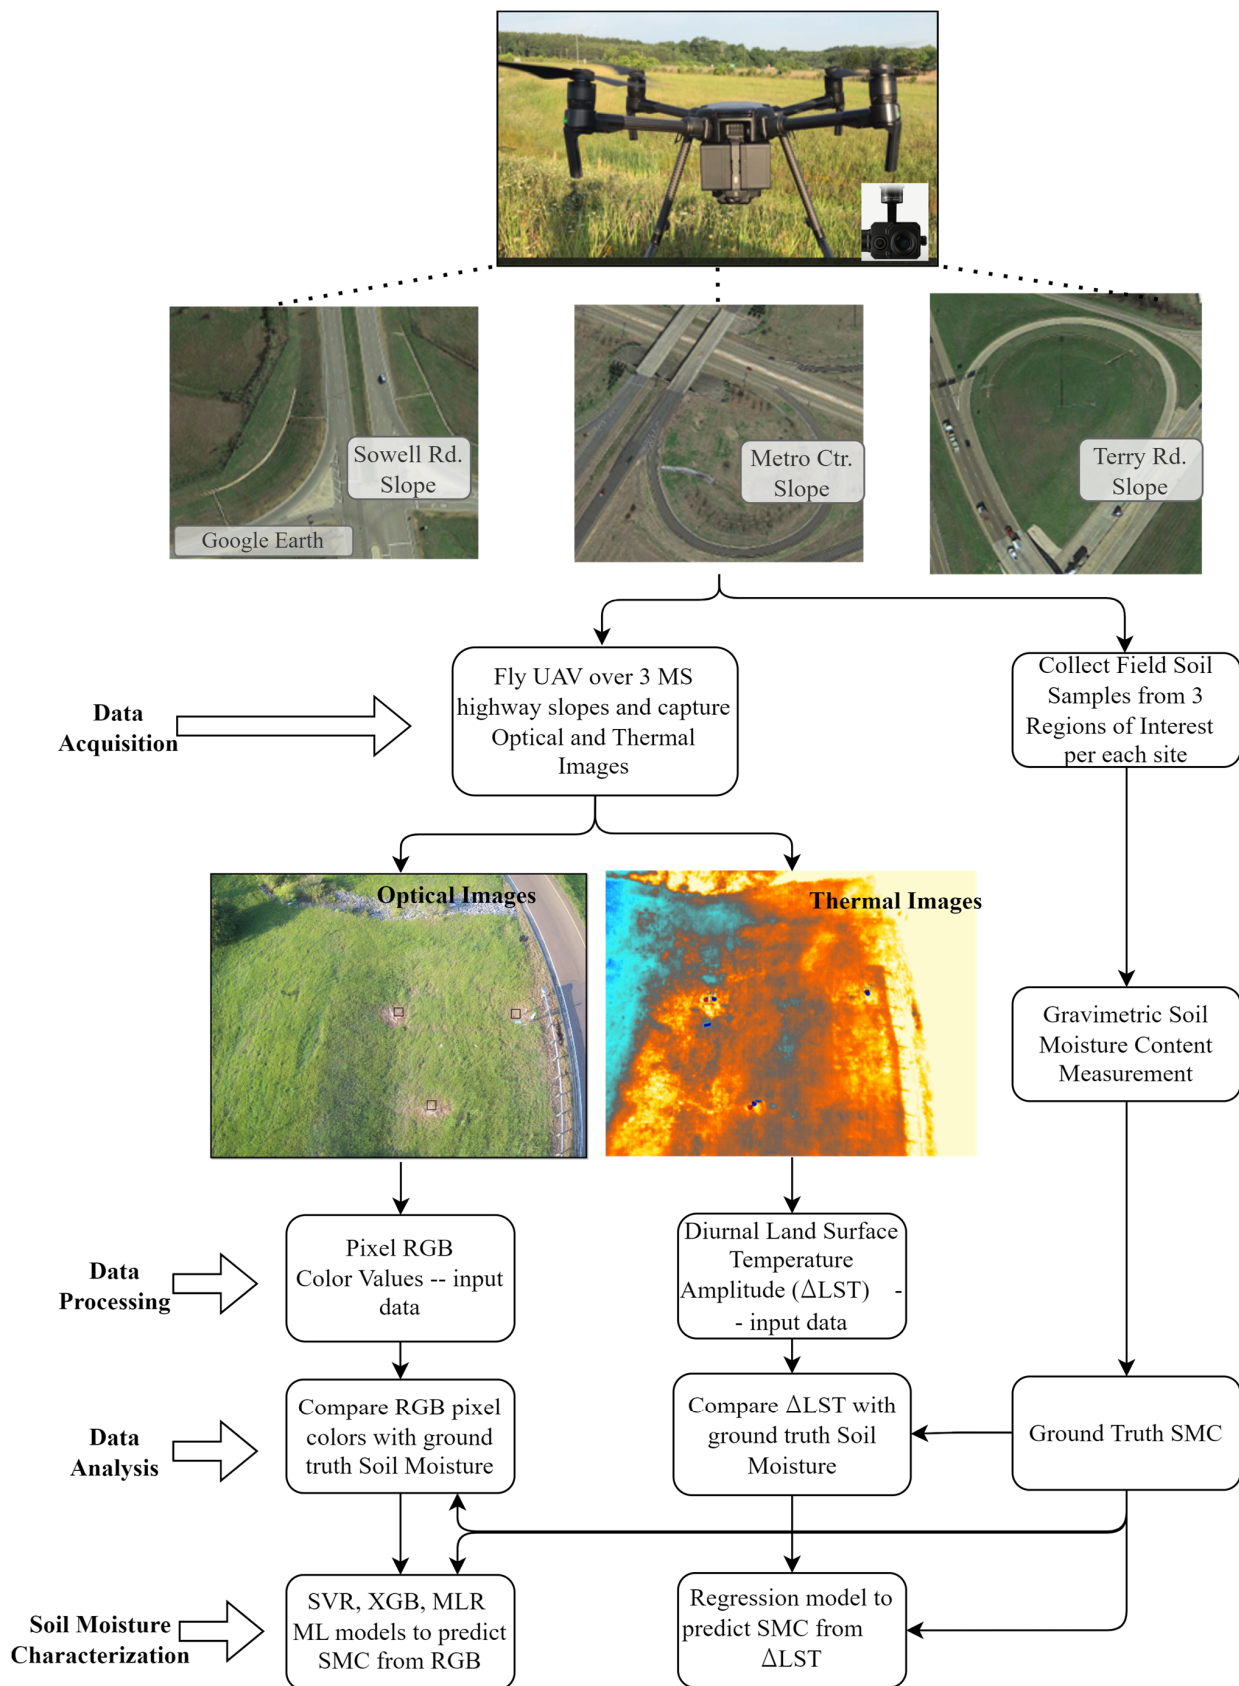 Sowell Rd.
Slope
Google Earth
Metro Ctr.
Slope
Terry Rd.
Slope
Data
Acquisition
Fly UAV over 3 MS
highway slopes and capture
Optical and Thermal
Images
Collect Field Soil
Samples from 3
Regions of Interest
per each site
Optical Images
Thermal Images
Gravimetric Soil
Moisture Content
Measurement
Data
Processing
Pixel RGB
Color Values -- input
data
Diurnal Land Surface
Temperature
Amplitude (ΔLST) -
- input data
Data
Analysis
Compare RGB pixel
colors with ground
truth Soil Moisture
Compare ΔLST with
ground truth Soil
Moisture
Ground Truth SMC
Soil Moisture
Characterization
SVR, XGB, MLR
ML models to predict
SMC from RGB
Regression model to
predict SMC from
ΔLST